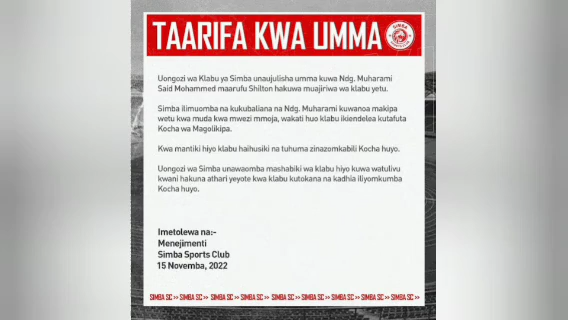 TAARIFA KWA UMMA
SIMBA
Uongozi wa Klabu ya Simba unaujulisha umma kuwa Ndg. Muharami
Said Mohammed maarufu Shilton hakuwa muajiriwa wa klabu yetu.
Simba ilimuomba na kukubaliana na Ndg. Muharami kuwanoa makipa
wetu kwa muda kwa mwezi mmoja, wakati huo klabu ikiendelea kutafuta
Kocha wa Magolikipa.
Kwa mantiki hiyo klabu haihusiki na tuhuma zinazomkabili Kocha huyo.
Uongozi wa Simba unawaomba mashabiki wa klabu hiyo kuwa watulivu
kwani hakuna athari yeyote kwa klabu kutokana na kadhia iliyomkumba
Kocha huyo.
Imetolewa na:-
Menejimenti
Simba Sports Club
15 Novemba, 2022
SIMBA SC >> SIMBA SC >> SIMBA SC >> SIMBA SC >> SIMBA SC >> SIMBA SC >> SIMBA SC >> SIMBA SC >> SIMBA SC >>